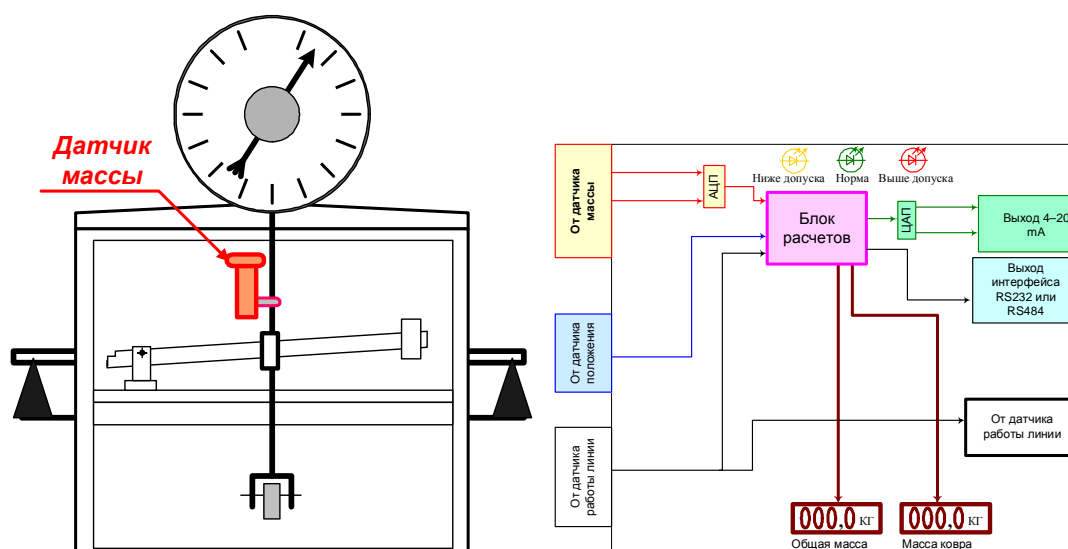 Датчик
массы
От датчика
массы
АЦП
Ниже допуска
Норма
Выше допуска
Блок
расчетов
ЦАП
Выход 4–20
mA
Выход
интерфейса
RS232 или
RS484
От датчика
положения
От датчика
работы линии
От датчика
работы линии
000,0 КГ
000,0 КГ
Общая масса
Масса ковра